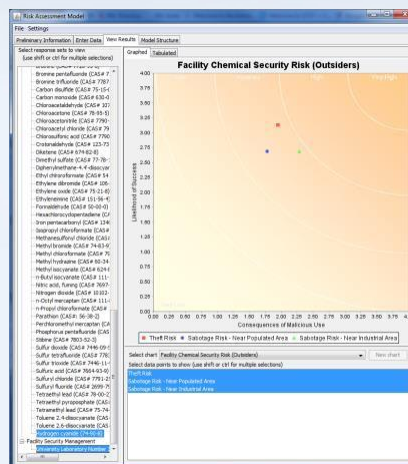 Risk Assessment Model
File Settings
Preliminary Information Enter Data View Results Model Structure
Select response sets to view
(use shift or ctrl for multiple selections)
Bromine pentafluoride (CAS# 7
Bromine trifluoride (CAS# 7787
Carbon disulfide (CAS# 75-15-0
Carbon monoxide (CAS# 630-0
Chloroacetaldehyde (CAS# 107
Chloroacetone (CAS# 78-95-5)
Chloroacetonitrile (CAS# 7790-
Chloroacetyl chloride (CAS# 79
Chlorosulfonic acid (CAS# 7790
Crotonaldehyde (CAS# 123-73
Diketene (CAS# 674-82-8)
Dimethyl sulfate (CAS# 77-78-
Diphenylmethane-4,4'-diisocyan
Ethyl chloroformate (CAS# 54
Ethylene dibromide (CAS# 106-
Ethylene oxide (CAS# 75-21-8)
Ethyleneimine (CAS# 151-56-4)
Formaldehyde (CAS# 50-00-0)
Hexachlorocyclopentadiene (CA
Iron pentacarbonyl (CAS# 1346
Isopropyl chloroformate (CAS#
Methanesulfonyl chloride (CAS#
Methyl bromide (CAS# 74-83-9
Methyl chloroformate (CAS# 79
Methyl hydrazine (CAS# 60-34
Methyl isocyanate (CAS# 624-8
n-Butyl isocyanate (CAS# 111-
Nitric acid, fuming (CAS# 7697-
Nitrogen dioxide (CAS# 10102-
n-Octyl mercaptan (CAS# 111-
n-Propyl chloroformate (CAS#
Parathion (CAS# 56-38-2)
Perchloromethyl mercaptan (CA
Phosphorus pentafluoride (CAS
Stibine (CAS# 7803-52-3)
Sulfur dioxide (CAS# 7446-09-5
Sulfur tetrafluoride (CAS# 778
Sulfur trioxide (CAS# 7446-11-
Sulfuric acid (CAS# 7664-93-9)
Sulfuryl chloride (CAS# 7791-2
Sulfuryl fluoride (CAS# 2699-7
Tetraethyl lead (CAS# 78-00-2
Tetraethyl pyrophosphate (CAS
Tetramethyl lead (CAS# 75-74-
Toluene 2.4-diisocyanate (CAS
Toluene 2.6-diisocyanate (CAS
Hydrogen cyanide (74-90-8)
Facility Security Management
University Laboratory Number
Graphed Tabulated
Facility Chemical Security Risk (Outsiders)
High
Very High
4.00
3.75
3.50
3.25
3.00
2.75
2.50
2.25
2.00
1.75
1.50
1.25
1.00
0.75
0.50
0.25
0.00
Likelihood of Success
0.00 0.25 0.50 0.75 1.00 1.25 1.50 1.75 2.00 2.25 2.50 2.75 3.00 3.25 3.50 3.75 4.
Consequences of Malicious Use
Theft Risk Sabotage Risk - Near Populated Area Sabotage Risk - Near Industrial Area
Select chart Facility Chemical Security Risk (Outsiders) New chart
Select data points to show (use shift or ctrl for multiple selections)
Theft Risk
Sabotage Risk - Near Populated Area
Sabotage Risk - Near Industrial Area